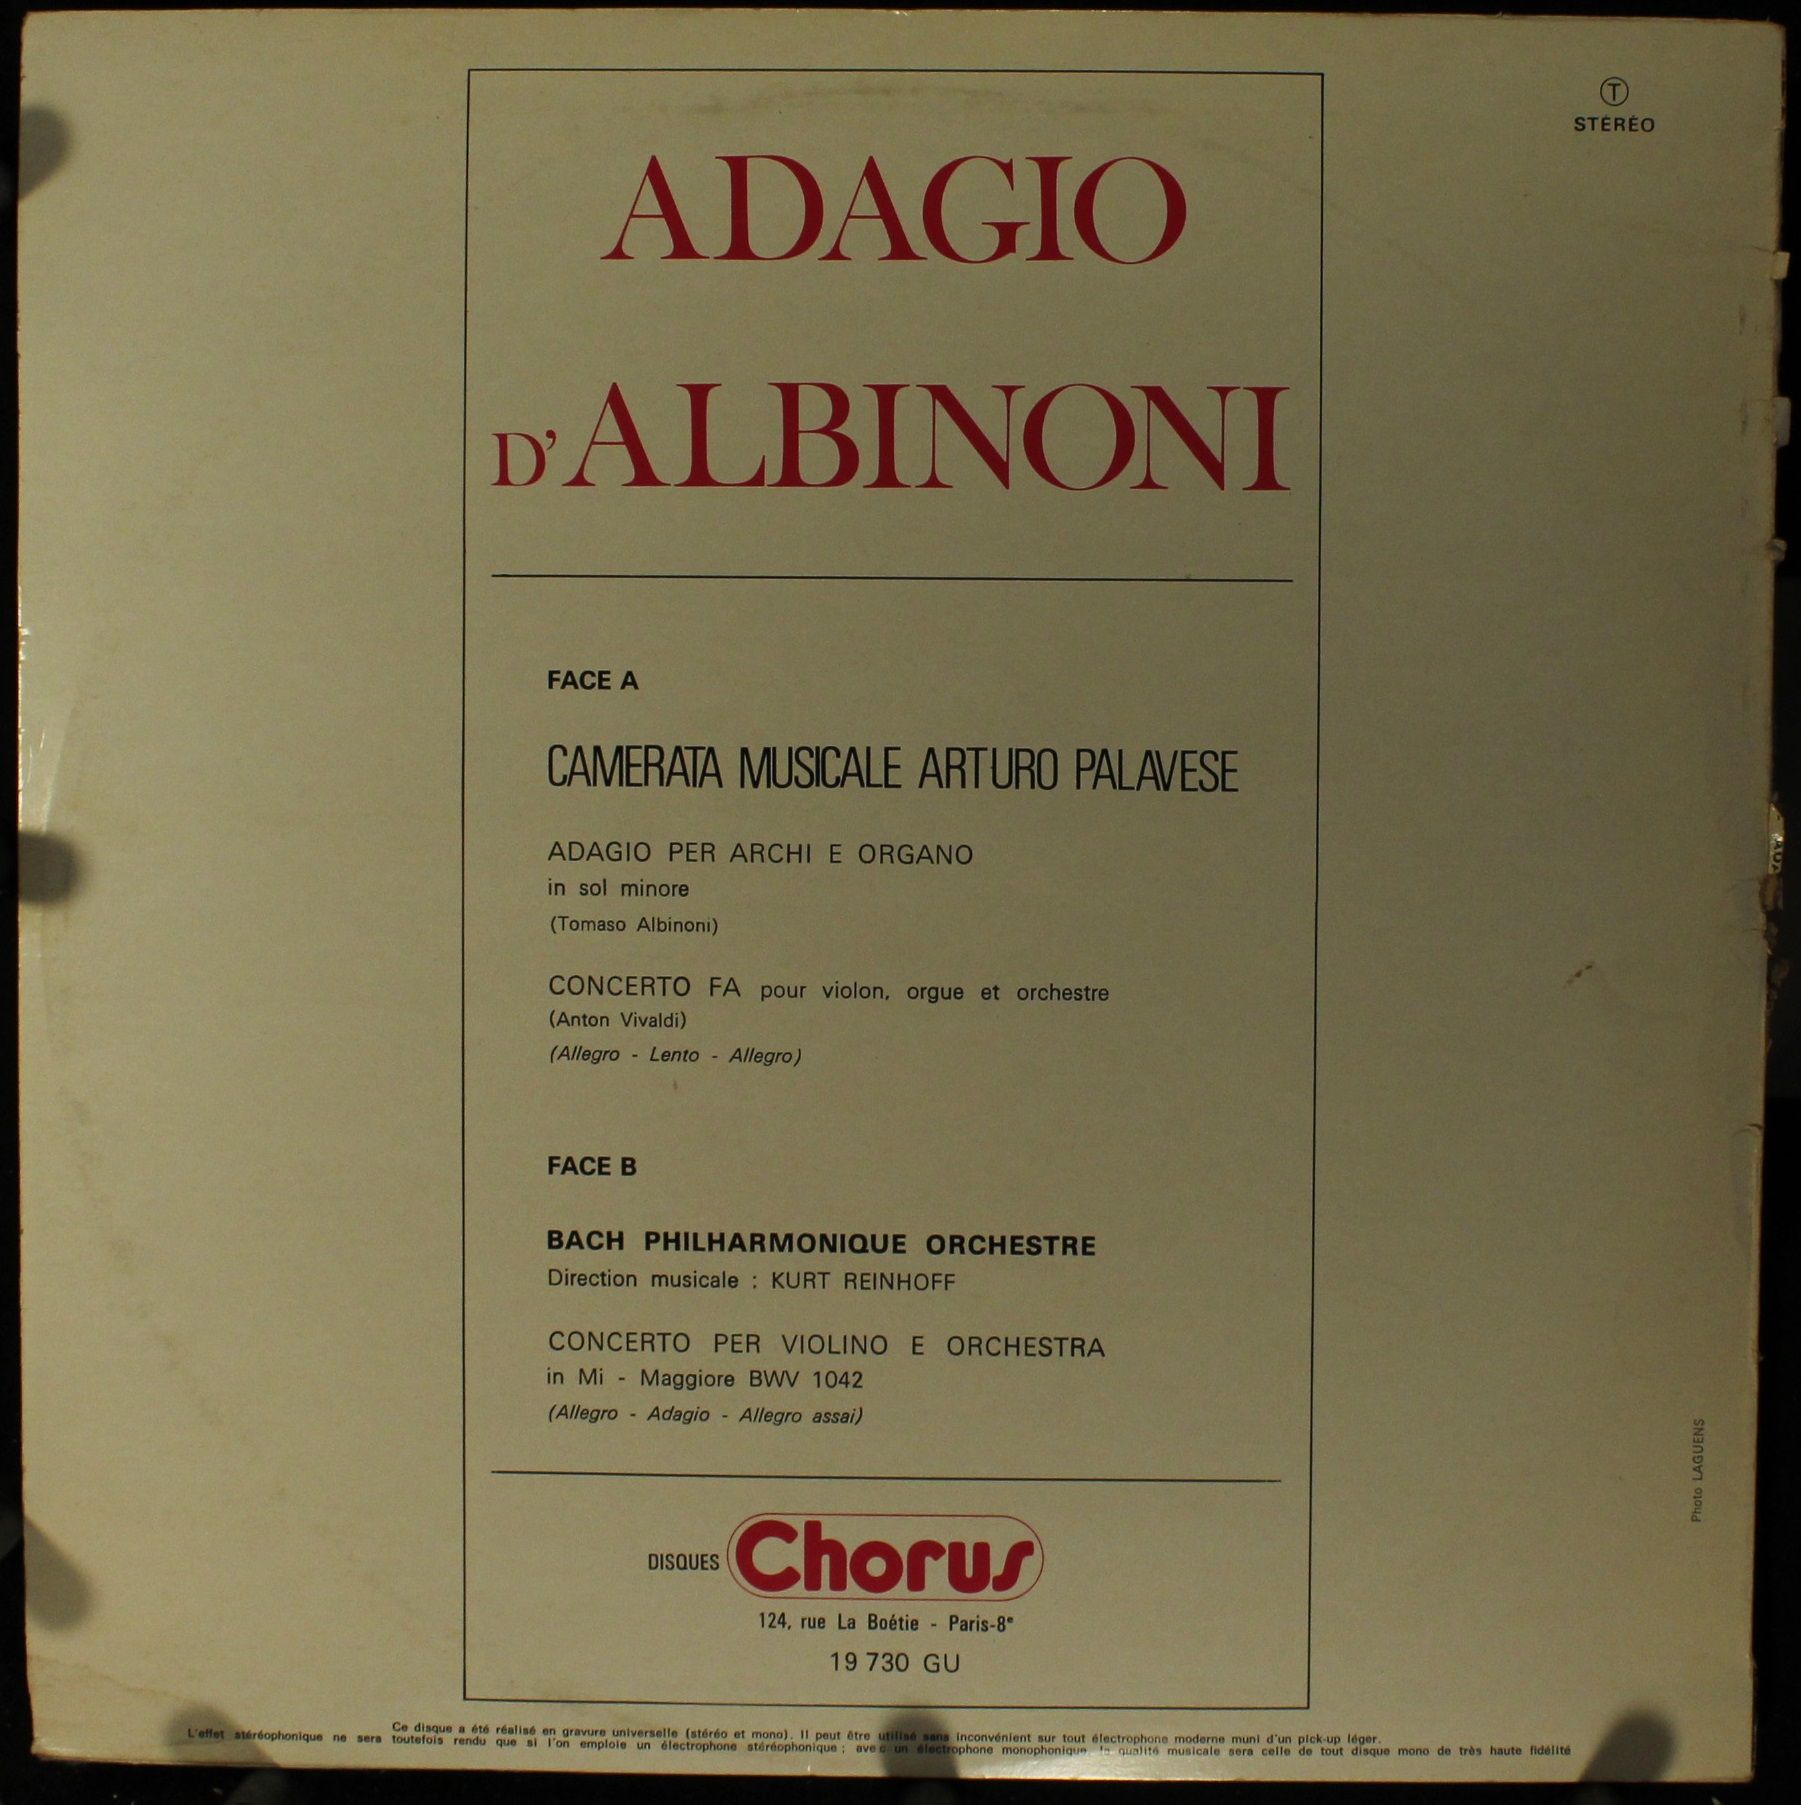 Ⓣ
STÉRÉO
ADAGIO
D'ALBINONI
FACE A
CAMERATA MUSICALE ARTURO PALAVESE
ADAGIO PER ARCHI E ORGANO
in sol minore
(Tomaso Albinoni)
CONCERTO FA pour violon, orgue et orchestre
(Anton Vivaldi)
(Allegro - Lento - Allegro)
FACE B
BACH PHILHARMONIQUE ORCHESTRE
Direction musicale : KURT REINHOFF
CONCERTO PER VIOLINO E ORCHESTRA
in Mi - Maggiore BWV 1042
(Allegro - Adagio - Allegro assai)
DISQUES Chorus
124, rue La Boétie - Paris-8e
19 730 GU
Photo LAGUENS
Ce disque a été réalisé en gravure universelle (stéréo et mono). Il peut être utilisé sans inconvénient sur tout électrophone moderne muni d'un pick-up léger.
L'effet stéréophonique ne sera toutefois rendu que si l'on emploie un électrophone stéréophonique ; avec un électrophone monophonique, la qualité musicale sera celle de tout disque mono de très haute fidélité